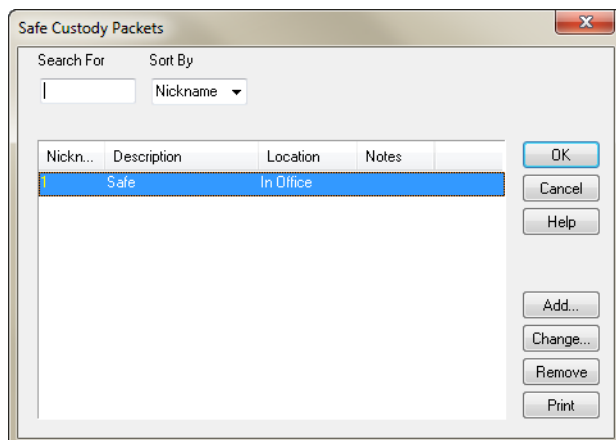 Safe Custody Packets
Search For Sort By
Nickname
Nickn... Description Location Notes
1 Safe In Office
OK
Cancel
Help
Add...
Change...
Remove
Print